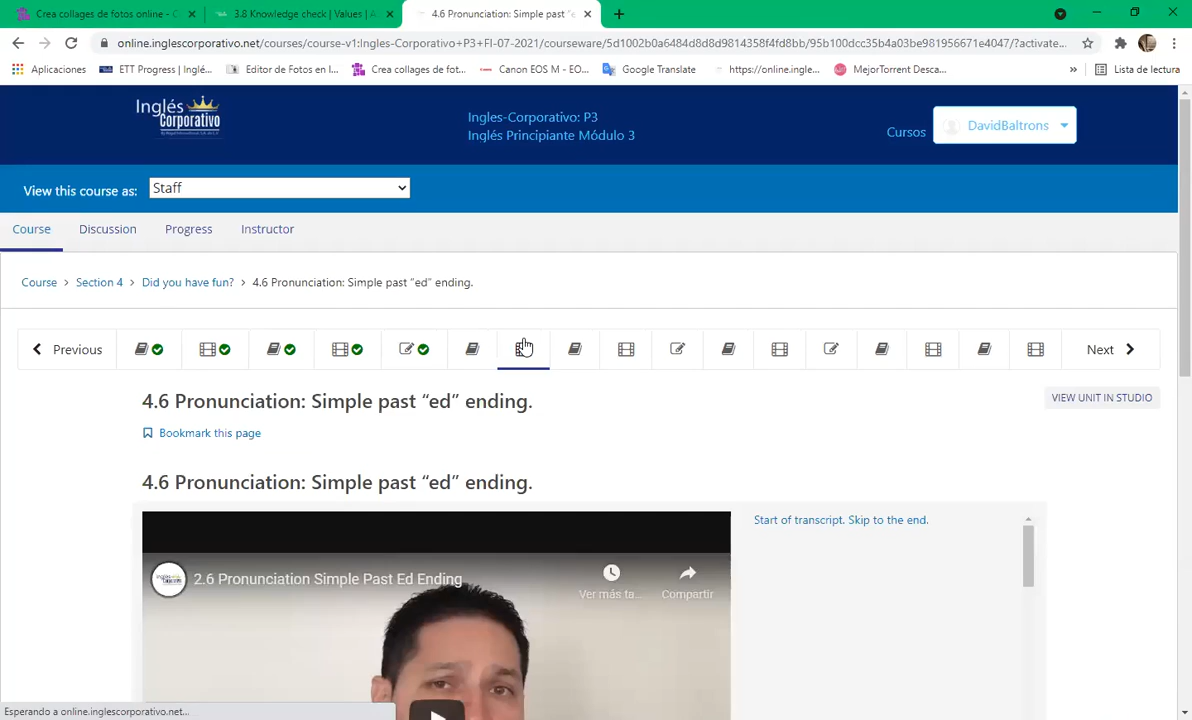 Crea collages de fotos online - C
3.8 Knowledge check | Values | A
4.6 Pronunciation: Simple past "e
online.inglescorporativo.net/courses/course-v1:Ingles-Corporativo+P3+FI-07-2021/courseware/5d1002b0a6484d8d8d9814358f4fd8bb/95b100dcc35b4a03be981956671e4047/?activate...
Aplicaciones
ETT Progress | Inglé...
Editor de Fotos en l...
Crea collages de fot...
Canon EOS M - EO...
Google Translate
https://online.ingle...
MejorTorrent Desca...
»
Lista de lectura
Inglés
Corporativo
Ingles-Corporativo: P3
Inglés Principiante Módulo 3
Cursos
DavidBaltrons
View this course as:
Staff
Course
Discussion
Progress
Instructor
Course > Section 4 > Did you have fun? > 4.6 Pronunciation: Simple past “ed” ending.
Previous
Next
4.6 Pronunciation: Simple past “ed” ending.
VIEW UNIT IN STUDIO
Bookmark this page
4.6 Pronunciation: Simple past “ed” ending.
Start of transcript. Skip to the end.
2.6 Pronunciation Simple Past Ed Ending
Ver más ta...
Compartir
Esperando a online.inglescorporativo.net...